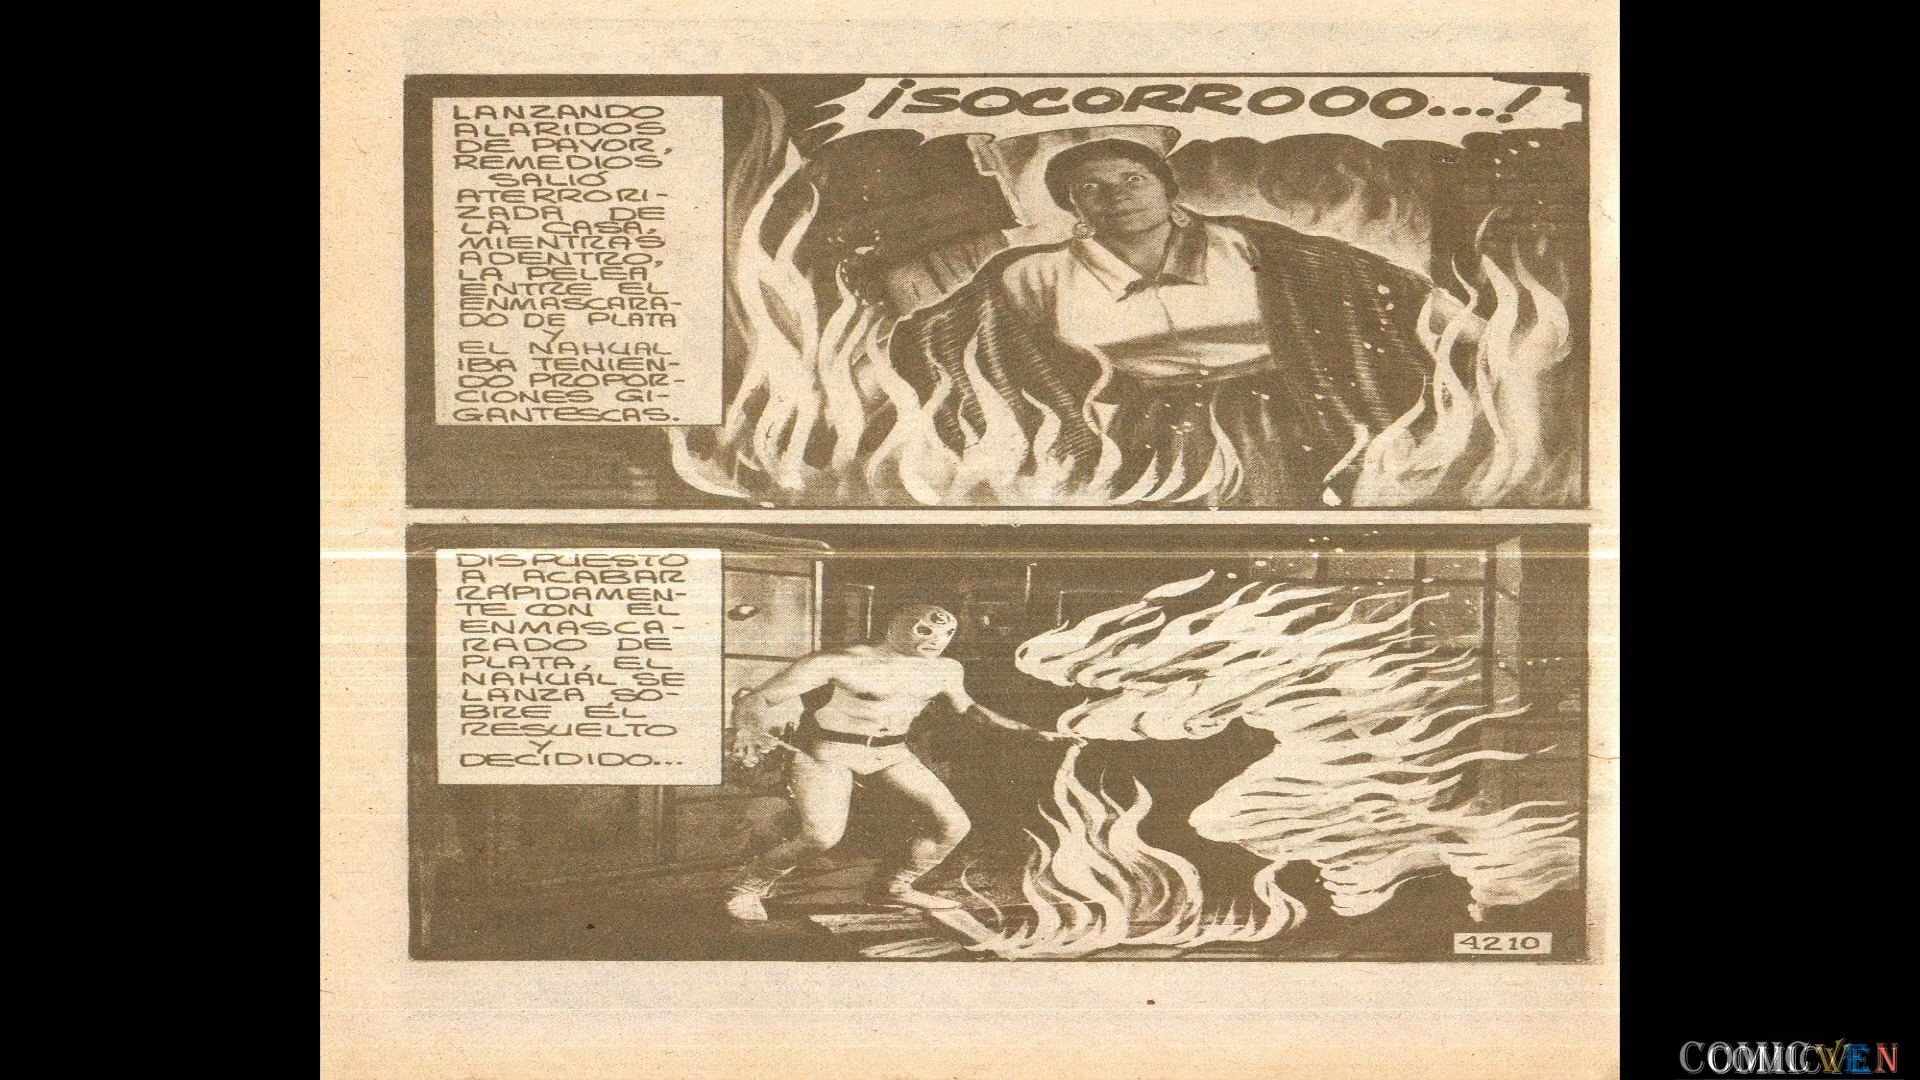 LANZANDO
ALARIDOS
DE PAVOR,
REMEDIOS
SALIÓ
ATERRORI-
ZADA DE
LA CASA,
MIENTRAS
ADENTRO,
LA PELEA
ENTRE EL
ENMASCARA-
DO DE PLATA
Y
EL NAHUAL
IBA TENIEN-
DO PROPOR-
CIONES GI-
GANTESCAS.
¡SOCORROOO...!
DISPUESTO
A ACABAR
RÁPIDAMEN-
TE CON EL
ENMASCA-
RADO DE
PLATA, EL
NAHUAL SE
LANZA SO-
BRE ÉL
RESUELTO
Y
DECIDIDO...
4210
COMICWEN